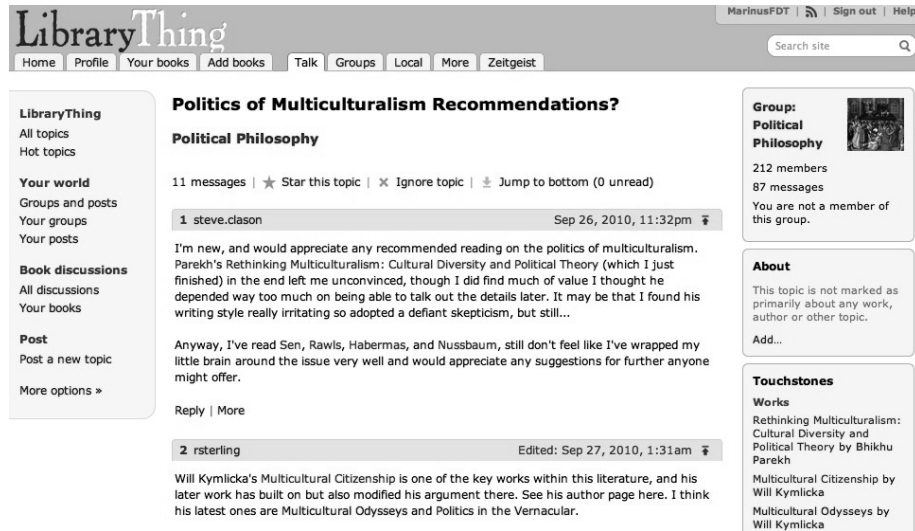 MarinusFDT | Sign out | Help
LibraryThing
Search site
Home Profile Your books Add books Talk Groups Local More Zeitgeist
LibraryThing
All topics
Hot topics
Your world
Groups and posts
Your groups
Your posts
Book discussions
All discussions
Your books
Post
Post a new topic
More options »
Politics of Multiculturalism Recommendations?
Political Philosophy
11 messages | ★ Star this topic | × Ignore topic | Jump to bottom (0 unread)
1 steve.clason Sep 26, 2010, 11:32pm
I'm new, and would appreciate any recommended reading on the politics of multiculturalism.
Parekh's Rethinking Multiculturalism: Cultural Diversity and Political Theory (which I just
finished) in the end left me unconvinced, though I did find much of value I thought he
depended way too much on being able to talk out the details later. It may be that I found his
writing style really irritating so adopted a defiant skepticism, but still...
Anyway, I've read Sen, Rawls, Habermas, and Nussbaum, still don't feel like I've wrapped my
little brain around the issue very well and would appreciate any suggestions for further anyone
might offer.
Reply | More
2 rsterling Edited: Sep 27, 2010, 1:31am
Will Kymlicka's Multicultural Citizenship is one of the key works within this literature, and his
later work has built on but also modified his argument there. See his author page here. I think
his latest ones are Multicultural Odysseys and Politics in the Vernacular.
Group:
Political
Philosophy
212 members
87 messages
You are not a member of
this group.
About
This topic is not marked as
primarily about any work,
author or other topic.
Add...
Touchstones
Works
Rethinking Multiculturalism:
Cultural Diversity and
Political Theory by Bhikhu
Parekh
Multicultural Citizenship by
Will Kymlicka
Multicultural Odysseys by
Will Kymlicka